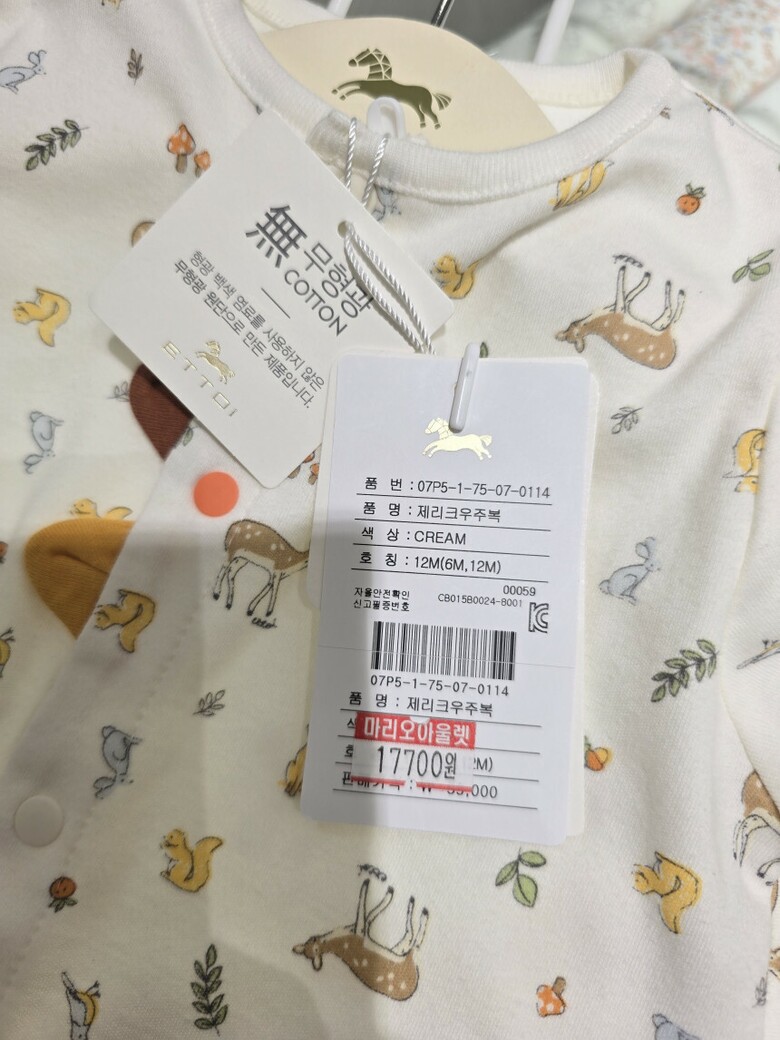 無 무형광
COTTON
형광 백색 염료를 사용하지 않은
무형광 원단으로 만든 제품입니다.
ETTOI
품 번 : 07P5-1-75-07-0114
품 명 : 제리크우주복
색 상 : CREAM
호 칭 : 12M(6M,12M)
00059
자율안전확인
신고필증번호 CB015B0024-8001
07P5-1-75-07-0114
품 명 : 제리크우주복
마리오아울렛
17700원
2M)
,000